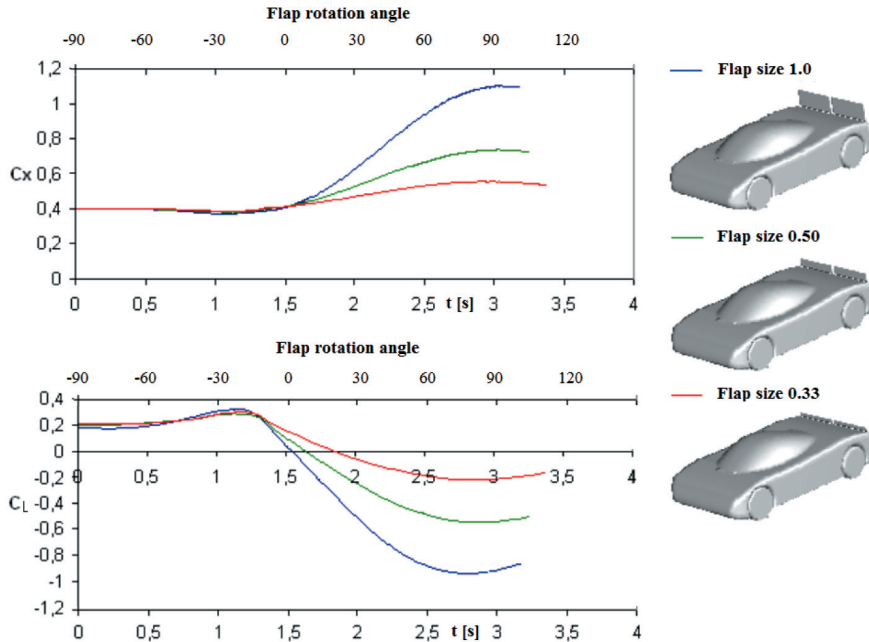 Flap rotation angle
-90 -60 -30 0 30 60 90 120
1,2
1
0,8
Cx 0,6
0,4
0,2
0
0 0,5 1 1,5 2 2,5 t [s] 3 3,5 4
Flap rotation angle
-90 -60 -30 0 30 60 90 120
0,4
0,2
0
0 0,5 1 1,5 2 2,5 3 3,5 4
-0,2
CL -0,4
-0,6
-0,8
-1
-1,2
0 0,5 1 1,5 2 2,5 t [s] 3 3,5 4
Flap size 1.0
Flap size 0.50
Flap size 0.33